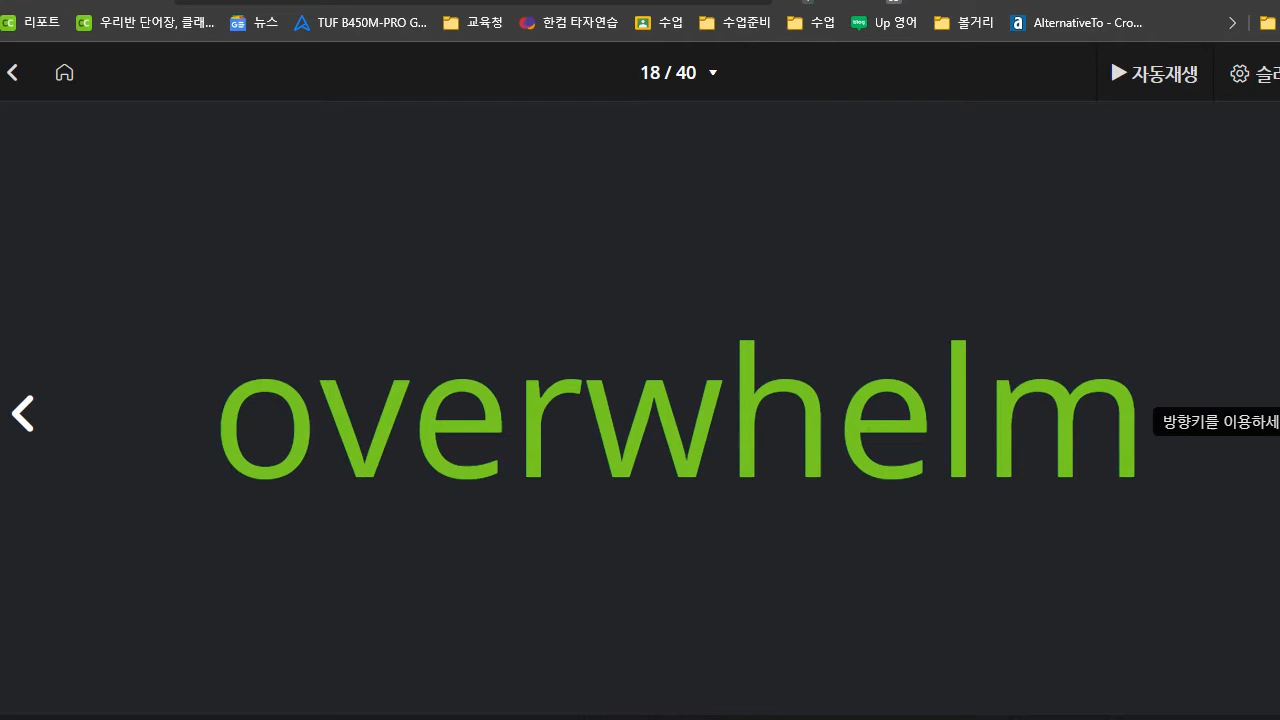 리포트 우리반 단어장, 클래... 뉴스 TUF B450M-PRO G... 교육청 한컴 타자연습 수업 수업준비 수업 Up 영어 볼거리 AlternativeTo - Cro...
18 / 40 자동재생
overwhelm
방향키를 이용하세